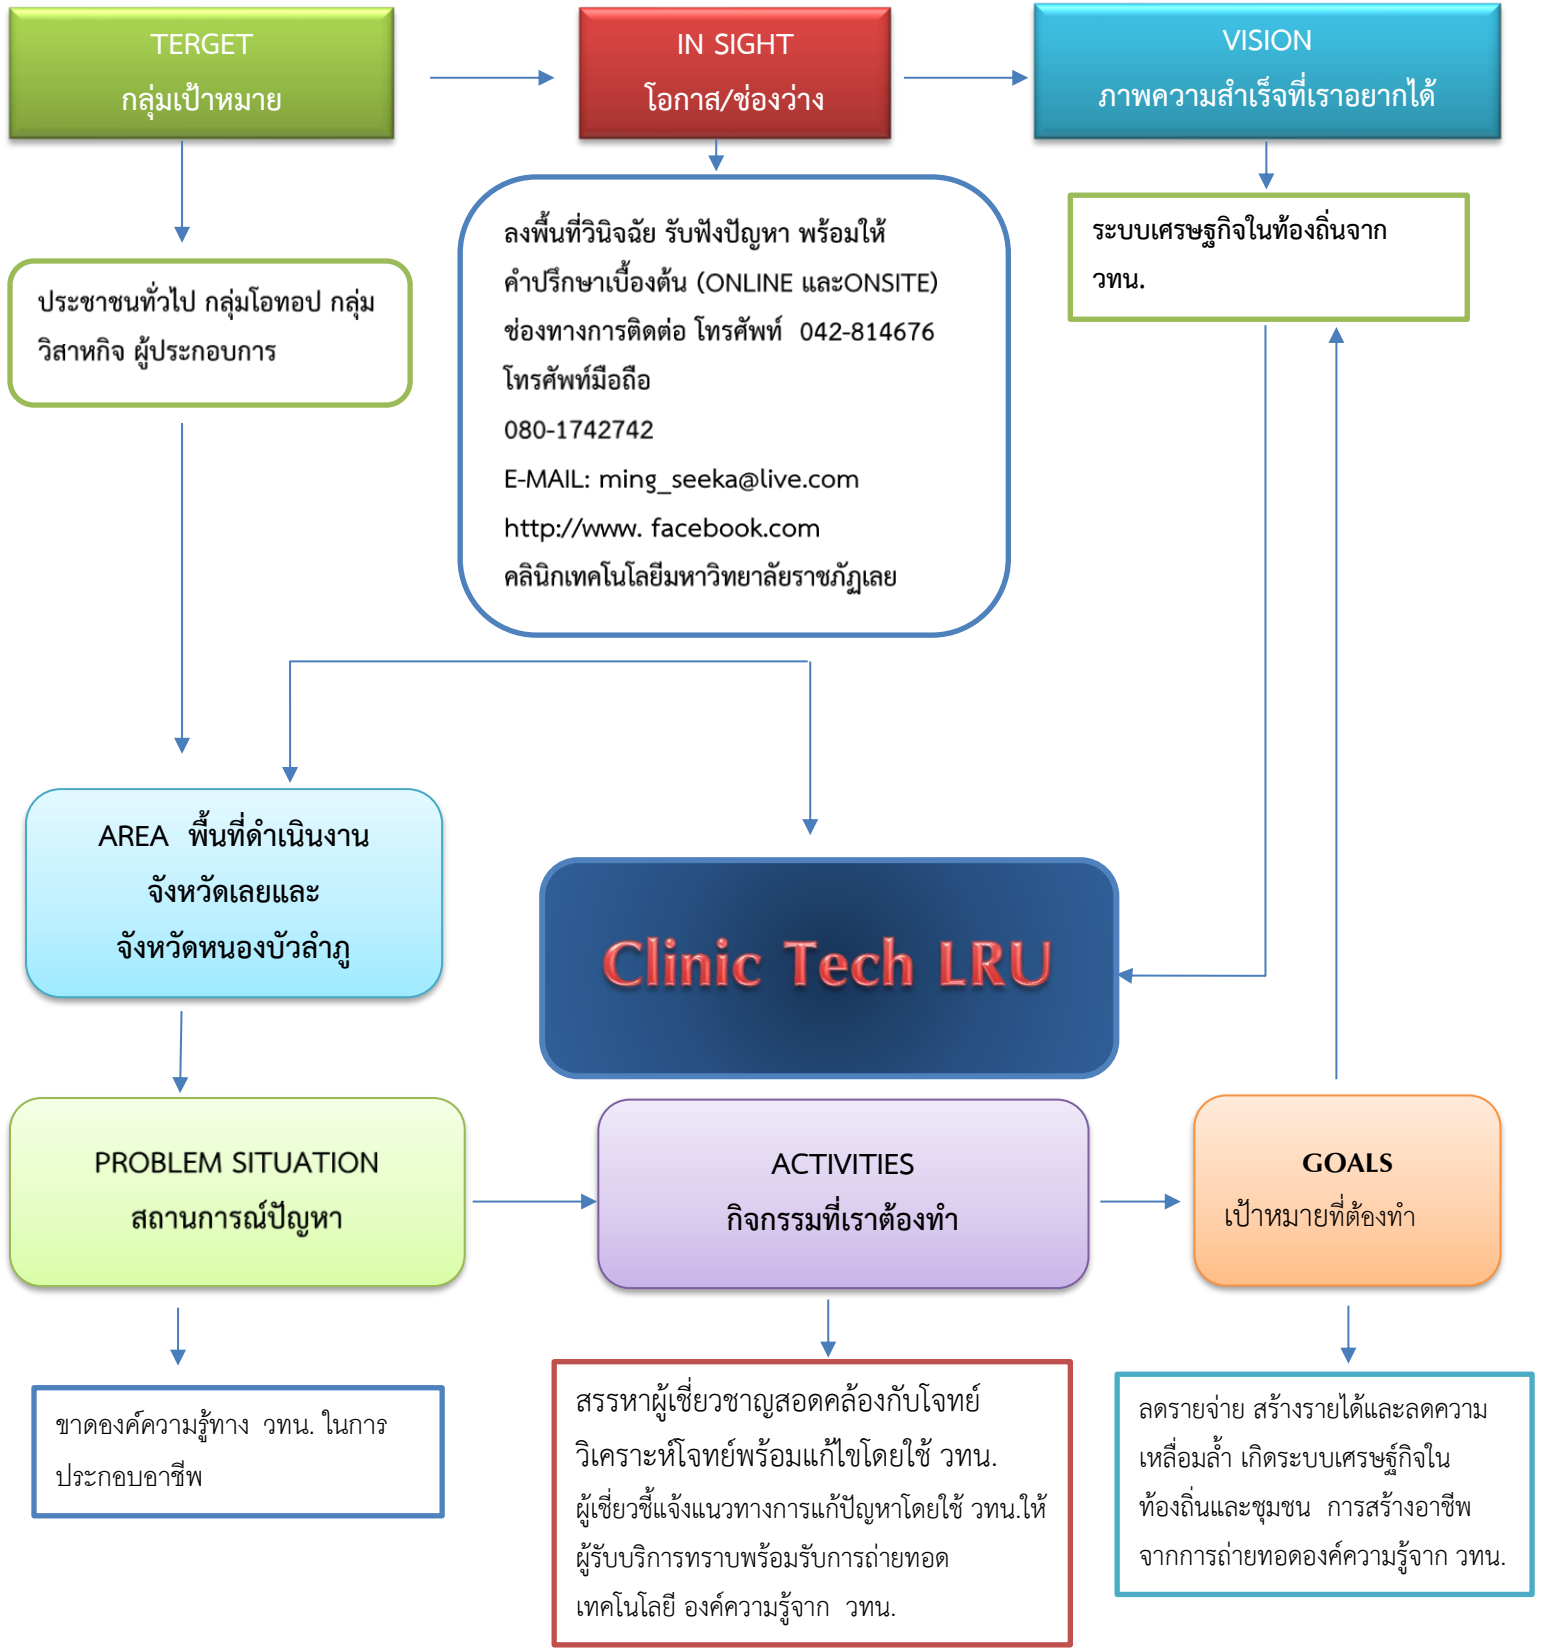 TERGET
กลุ่มเป้าหมาย
IN SIGHT
โอกาส/ช่องว่าง
VISION
ภาพความสำเร็จที่เราอยากได้
ประชาชนทั่วไป กลุ่มโอทอป กลุ่ม
วิสาหกิจ ผู้ประกอบการ
ลงพื้นที่วินิจฉัย รับฟังปัญหา พร้อมให้
คำปรึกษาเบื้องต้น (ONLINE และONSITE)
ช่องทางการติดต่อ โทรศัพท์ 042-814676
โทรศัพท์มือถือ
080-1742742
E-MAIL: ming_seeka@live.com
http://www. facebook.com
คลินิกเทคโนโลยีมหาวิทยาลัยราชภัฏเลย
ระบบเศรษฐกิจในท้องถิ่นจาก
วทน.
AREA พื้นที่ดำเนินงาน
จังหวัดเลยและ
จังหวัดหนองบัวลำภู
Clinic Tech LRU
PROBLEM SITUATION
สถานการณ์ปัญหา
ACTIVITIES
กิจกรรมที่เราต้องทำ
GOALS
เป้าหมายที่ต้องทำ
ขาดองค์ความรู้ทาง วทน. ในการ
ประกอบอาชีพ
สรรหาผู้เชี่ยวชาญสอดคล้องกับโจทย์
วิเคราะห์โจทย์พร้อมแก้ไขโดยใช้ วทน.
ผู้เชี่ยวชี้แจ้งแนวทางการแก้ปัญหาโดยใช้ วทน.ให้
ผู้รับบริการทราบพร้อมรับการถ่ายทอด
เทคโนโลยี องค์ความรู้จาก วทน.
ลดรายจ่าย สร้างรายได้และลดความ
เหลื่อมล้ำ เกิดระบบเศรษฐ์กิจใน
ท้องถิ่นและชุมชน การสร้างอาชีพ
จากการถ่ายทอดองค์ความรู้จาก วทน.